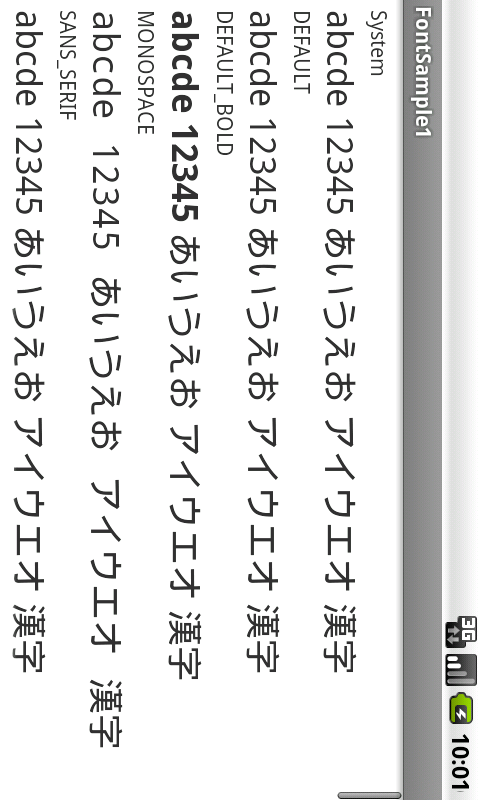 10:01
FontSample1
System
abcde 12345 あいうえお アイウエオ 漢字
DEFAULT
abcde 12345 あいうえお アイウエオ 漢字
DEFAULT_BOLD
abcde 12345 あいうえお アイウエオ 漢字
MONOSPACE
abcde 12345 あいうえお アイウエオ 漢字
SANS_SERIF
abcde 12345 あいうえお アイウエオ 漢字